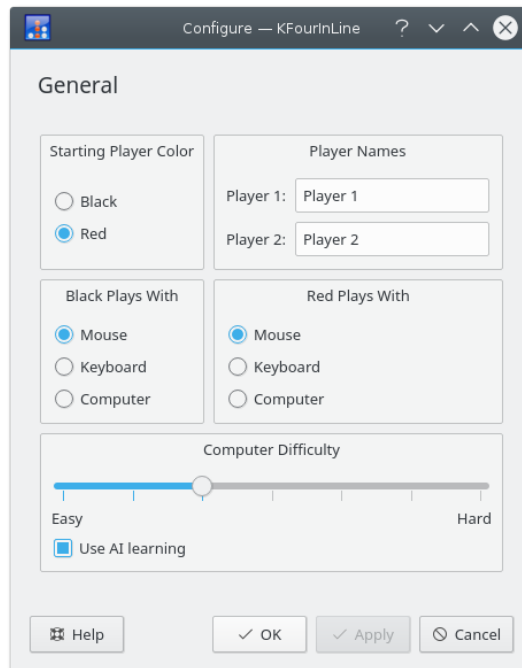 Configure — KFourInLine
General
Starting Player Color
Black
Red
Player Names
Player 1: Player 1
Player 2: Player 2
Black Plays With
Mouse
Keyboard
Computer
Red Plays With
Mouse
Keyboard
Computer
Computer Difficulty
Easy Hard
Use AI learning
Help OK Apply Cancel